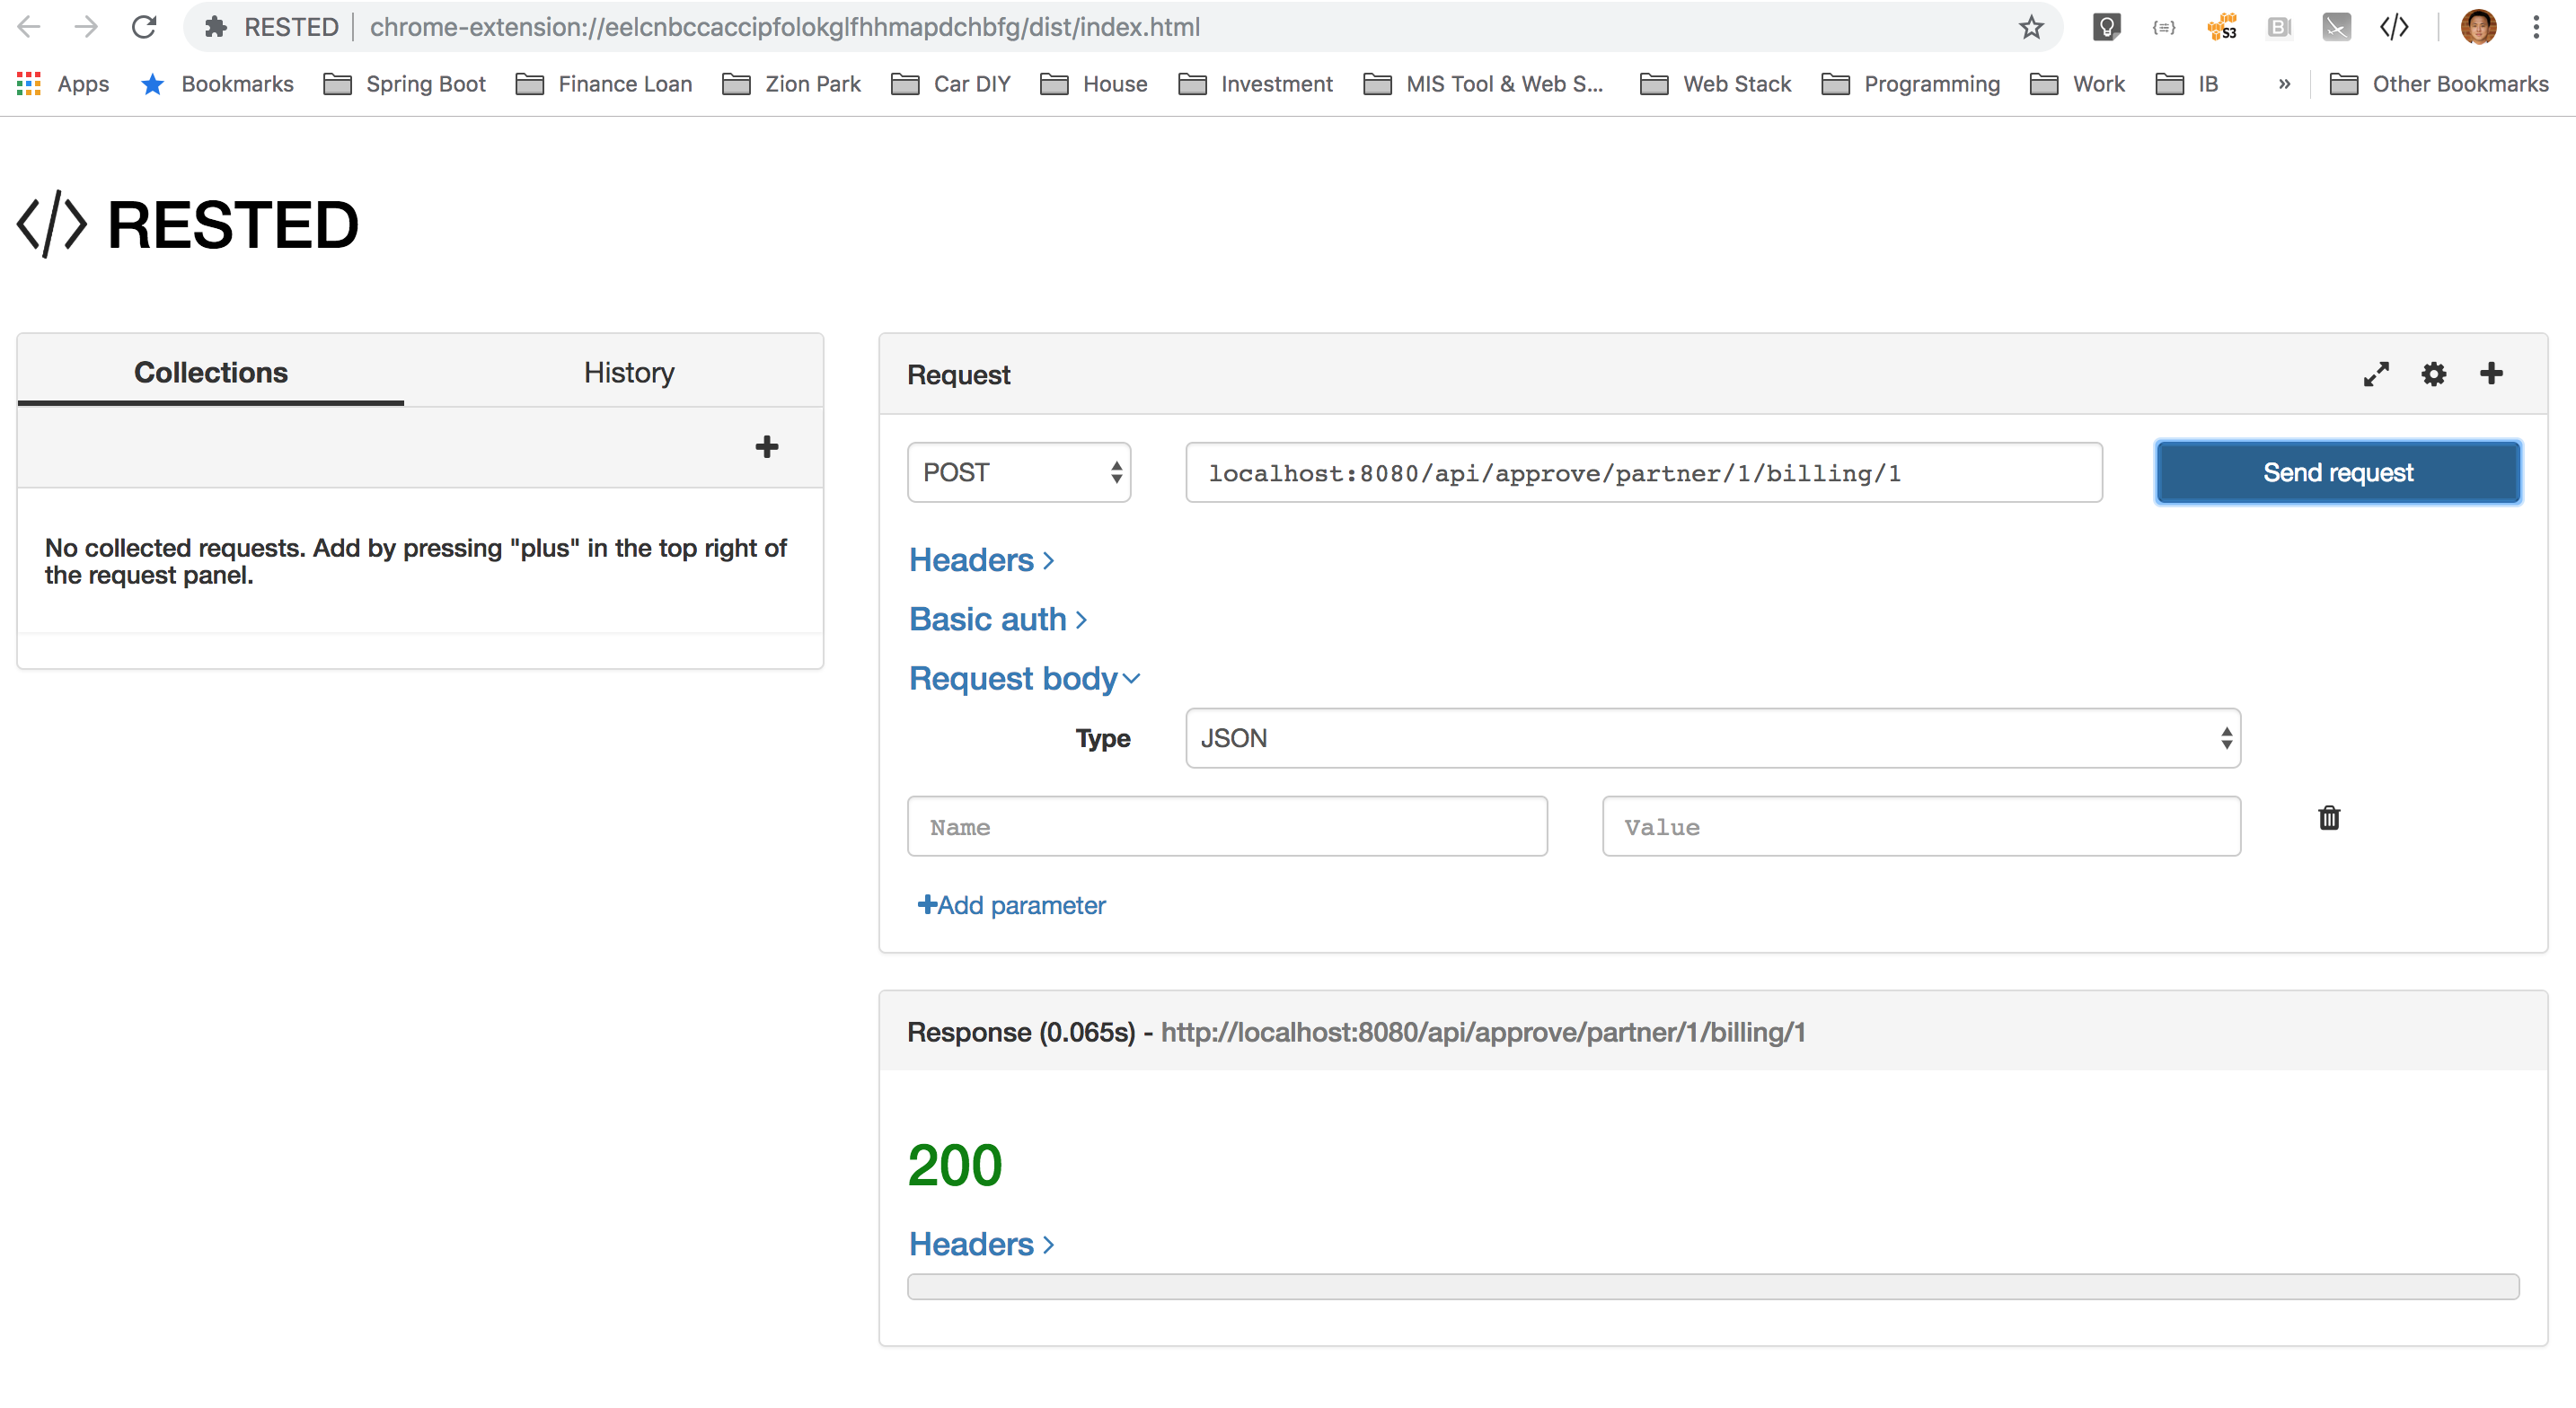 RESTED | chrome-extension://eelcnbccaccipfolokglfhhmapdchbfg/dist/index.html
{=} S3 B </>
Apps Bookmarks Spring Boot Finance Loan Zion Park Car DIY House Investment MIS Tool & Web S... Web Stack Programming Work IB » Other Bookmarks
</> RESTED
Collections History
No collected requests. Add by pressing "plus" in the top right of
the request panel.
Request
POST localhost:8080/api/approve/partner/1/billing/1 Send request
Headers >
Basic auth >
Request body
Type JSON
Name Value
+Add parameter
Response (0.065s) - http://localhost:8080/api/approve/partner/1/billing/1
200
Headers >